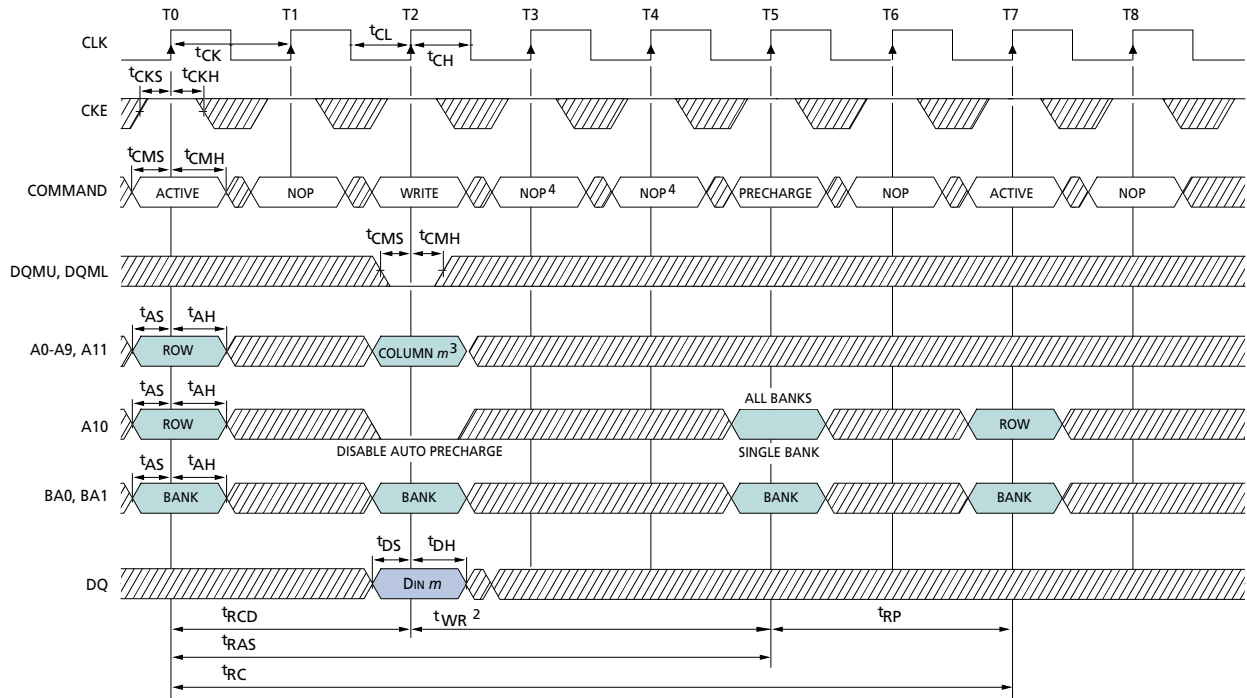 T0 T1 T2 T3 T4 T5 T6 T7 T8
CLK
tCK tCL tCH
tCKS tCKH
CKE
tCMS tCMH
COMMAND ACTIVE NOP WRITE NOP4 NOP4 PRECHARGE NOP ACTIVE NOP
tCMS tCMH
DQMU, DQML
tAS tAH
A0-A9, A11 ROW COLUMN m3
tAS tAH ALL BANKS
A10 ROW ROW
DISABLE AUTO PRECHARGE SINGLE BANK
tAS tAH
BA0, BA1 BANK BANK BANK BANK
tDS tDH
DQ DIN m
tRCD tWR 2 tRP
tRAS
tRC